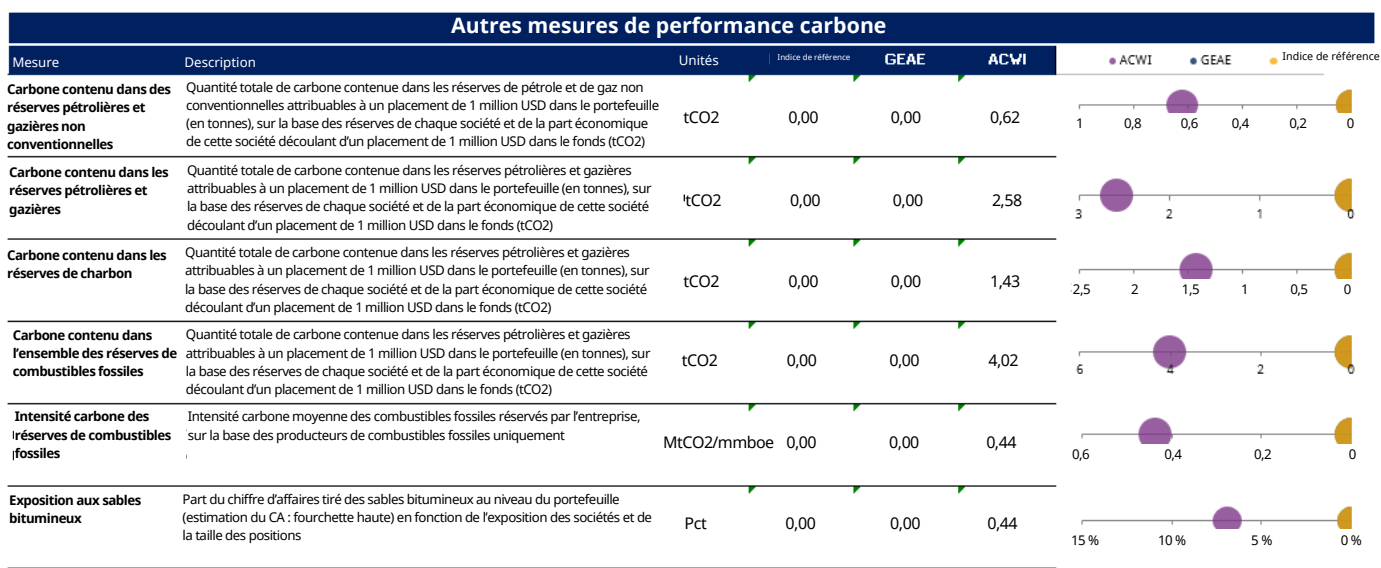 Autres mesures de performance carbone
Mesure Description Unités Indice de référence GEAE ACWI ACWI GEAE Indice de référence
Carbone contenu dans des
réserves pétrolières et
gazières non
conventionnelles
Quantité totale de carbone contenue dans les réserves de pétrole et de gaz non
conventionnelles attribuables à un placement de 1 million USD dans le portefeuille
(en tonnes), sur la base des réserves de chaque société et de la part économique
de cette société découlant d’un placement de 1 million USD dans le fonds (tCO2)
tCO2 0,00 0,00 0,62
1 0,8 0,6 0,4 0,2 0
Carbone contenu dans les
réserves pétrolières et
gazières
Quantité totale de carbone contenue dans les réserves pétrolières et gazières
attribuables à un placement de 1 million USD dans le portefeuille (en tonnes), sur
la base des réserves de chaque société et de la part économique de cette société
découlant d’un placement de 1 million USD dans le fonds (tCO2)
tCO2 0,00 0,00 2,58
3 2 1 0
Carbone contenu dans les
réserves de charbon
Quantité totale de carbone contenue dans les réserves pétrolières et gazières
attribuables à un placement de 1 million USD dans le portefeuille (en tonnes), sur
la base des réserves de chaque société et de la part économique de cette société
découlant d’un placement de 1 million USD dans le fonds (tCO2)
tCO2 0,00 0,00 1,43
2,5 2 1,5 1 0,5 0
Carbone contenu dans
l’ensemble des réserves de
combustibles fossiles
Quantité totale de carbone contenue dans les réserves pétrolières et gazières
attribuables à un placement de 1 million USD dans le portefeuille (en tonnes), sur
la base des réserves de chaque société et de la part économique de cette société
découlant d’un placement de 1 million USD dans le fonds (tCO2)
tCO2 0,00 0,00 4,02
6 4 2 0
Intensité carbone des
réserves de combustibles
fossiles
Intensité carbone moyenne des combustibles fossiles réservés par l’entreprise,
sur la base des producteurs de combustibles fossiles uniquement
MtCO2/mmboe 0,00 0,00 0,44
0,6 0,4 0,2 0
Exposition aux sables
bitumineux
Part du chiffre d’affaires tiré des sables bitumineux au niveau du portefeuille
(estimation du CA : fourchette haute) en fonction de l’exposition des sociétés et de
la taille des positions
Pct 0,00 0,00 0,44
15 % 10 % 5 % 0 %